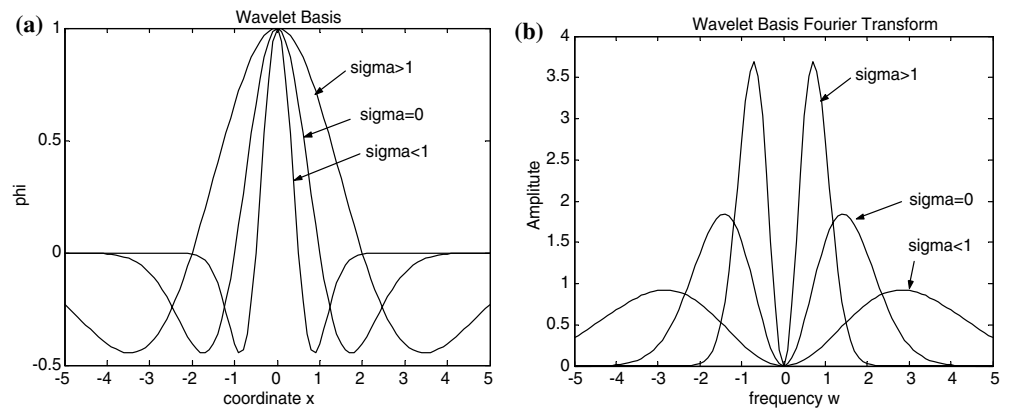 (a)
Wavelet Basis
1
0.5
0
-0.5
phi
sigma>1
sigma=0
sigma<1
-5 -4 -3 -2 -1 0 1 2 3 4 5
coordinate x
(b)
Wavelet Basis Fourier Transform
4
3.5
3
2.5
2
1.5
1
0.5
0
Amplitute
sigma>1
sigma=0
sigma<1
-5 -4 -3 -2 -1 0 1 2 3 4 5
frequency w